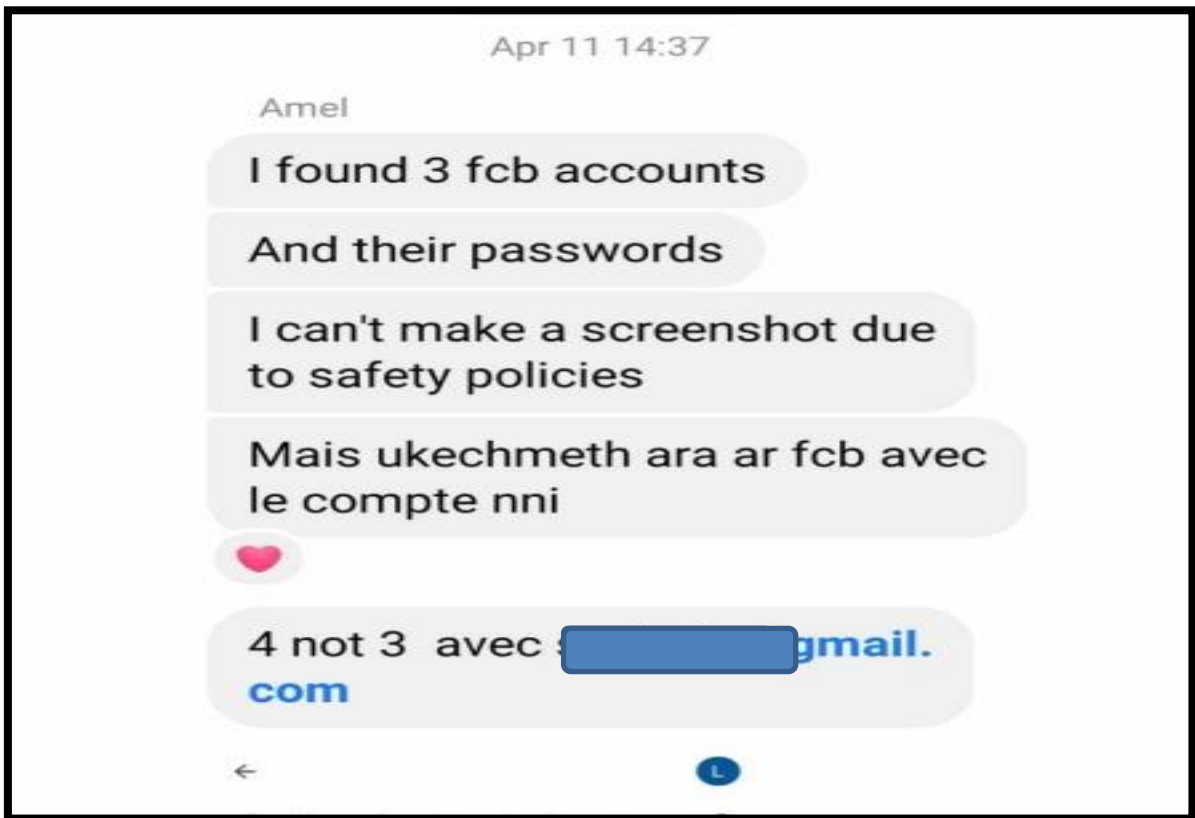 Apr 11 14:37
Amel
I found 3 fcb accounts
And their passwords
I can't make a screenshot due
to safety policies
Mais ukechmeth ara ar fcb avec
le compte nni
4 not 3 avec gmail.
com
L